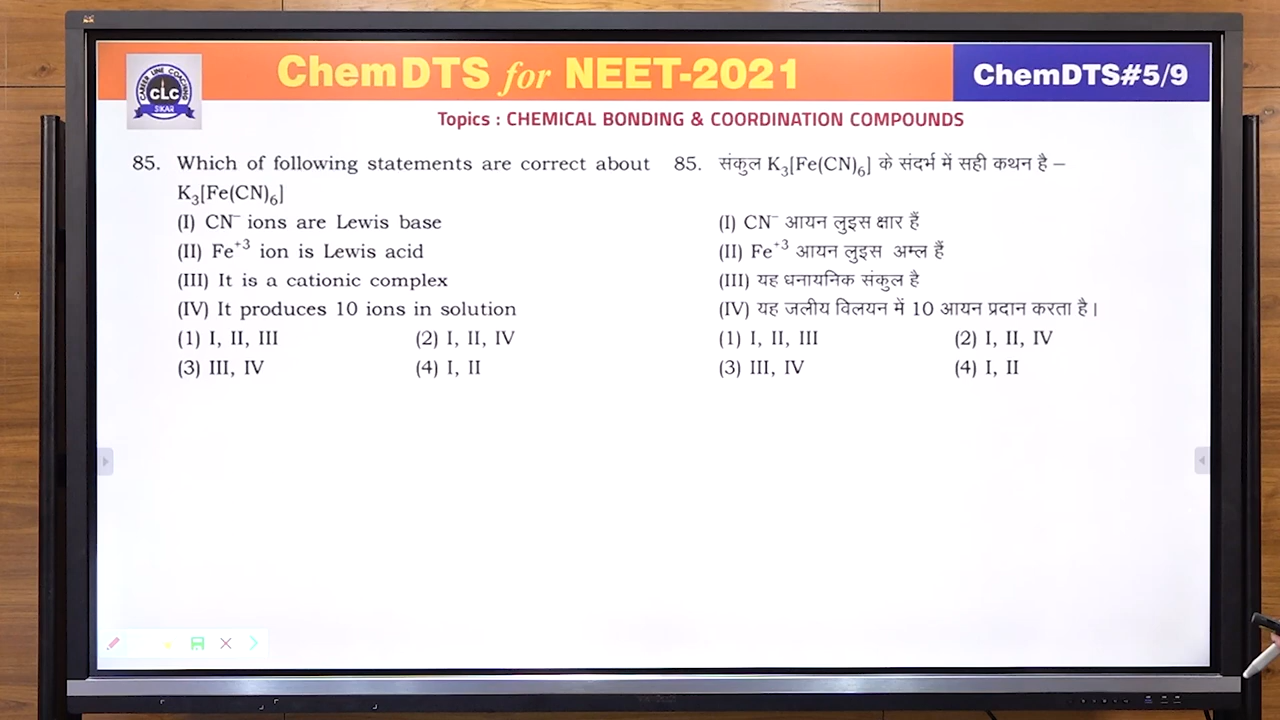 ChemDTS for NEET-2021
ChemDTS#5/9
CAREER LINE COACHING
CLC
SIKAR
Topics : CHEMICAL BONDING & COORDINATION COMPOUNDS
85. Which of following statements are correct about
K₃[Fe(CN)₆]
(I) CN⁻ ions are Lewis base
(II) Fe⁺³ ion is Lewis acid
(III) It is a cationic complex
(IV) It produces 10 ions in solution
(1) I, II, III (2) I, II, IV
(3) III, IV (4) I, II
85. संकुल K₃[Fe(CN)₆] के संदर्भ में सही कथन है –
(I) CN⁻ आयन लुइस क्षार हैं
(II) Fe⁺³ आयन लुइस अम्ल हैं
(III) यह धनायनिक संकुल है
(IV) यह जलीय विलयन में 10 आयन प्रदान करता है।
(1) I, II, III (2) I, II, IV
(3) III, IV (4) I, II